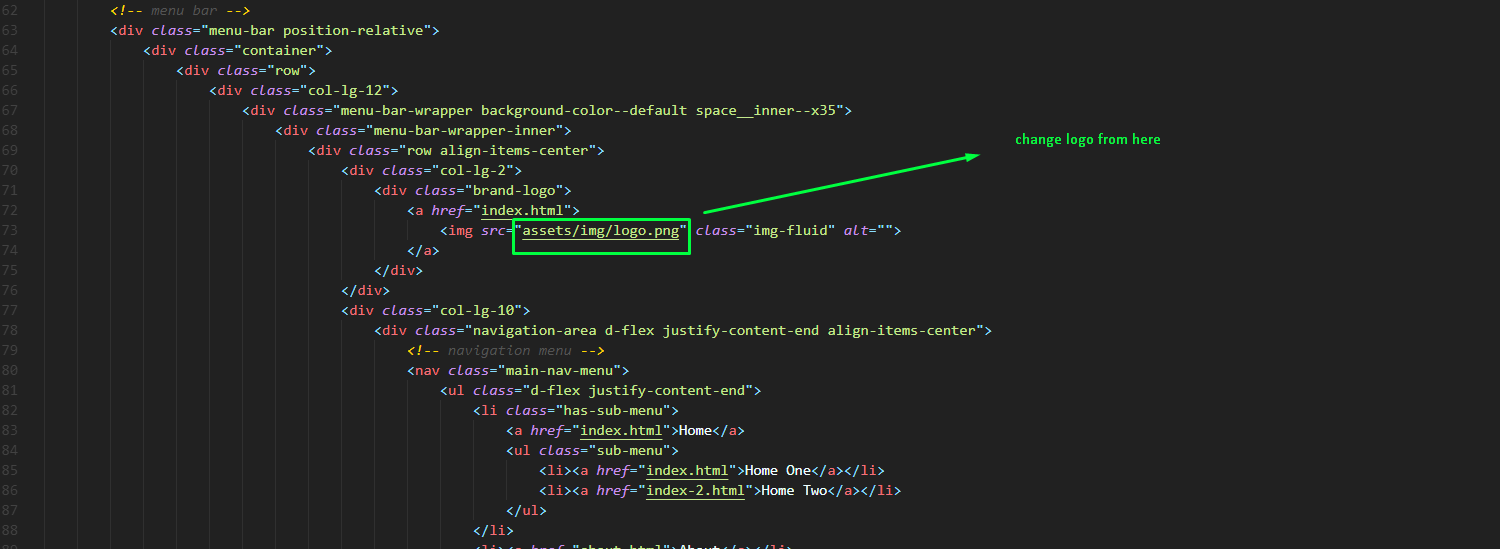 62 <!-- menu bar -->
63 <div class="menu-bar position-relative">
64 <div class="container">
65 <div class="row">
66 <div class="col-lg-12">
67 <div class="menu-bar-wrapper background-color--default space__inner--x35">
68 <div class="menu-bar-wrapper-inner">
69 <div class="row align-items-center">
change logo from here
70 <div class="col-lg-2">
71 <div class="brand-logo">
72 <a href="index.html">
73 <img src="assets/img/logo.png" class="img-fluid" alt="">
74 </a>
75 </div>
76 </div>
77 <div class="col-lg-10">
78 <div class="navigation-area d-flex justify-content-end align-items-center">
79 <!-- navigation menu -->
80 <nav class="main-nav-menu">
81 <ul class="d-flex justify-content-end">
82 <li class="has-sub-menu">
83 <a href="index.html">Home</a>
84 <ul class="sub-menu">
85 <li><a href="index.html">Home One</a></li>
86 <li><a href="index-2.html">Home Two</a></li>
87 </ul>
88 </li>
89 <li><a href="about.html">About</a></li>